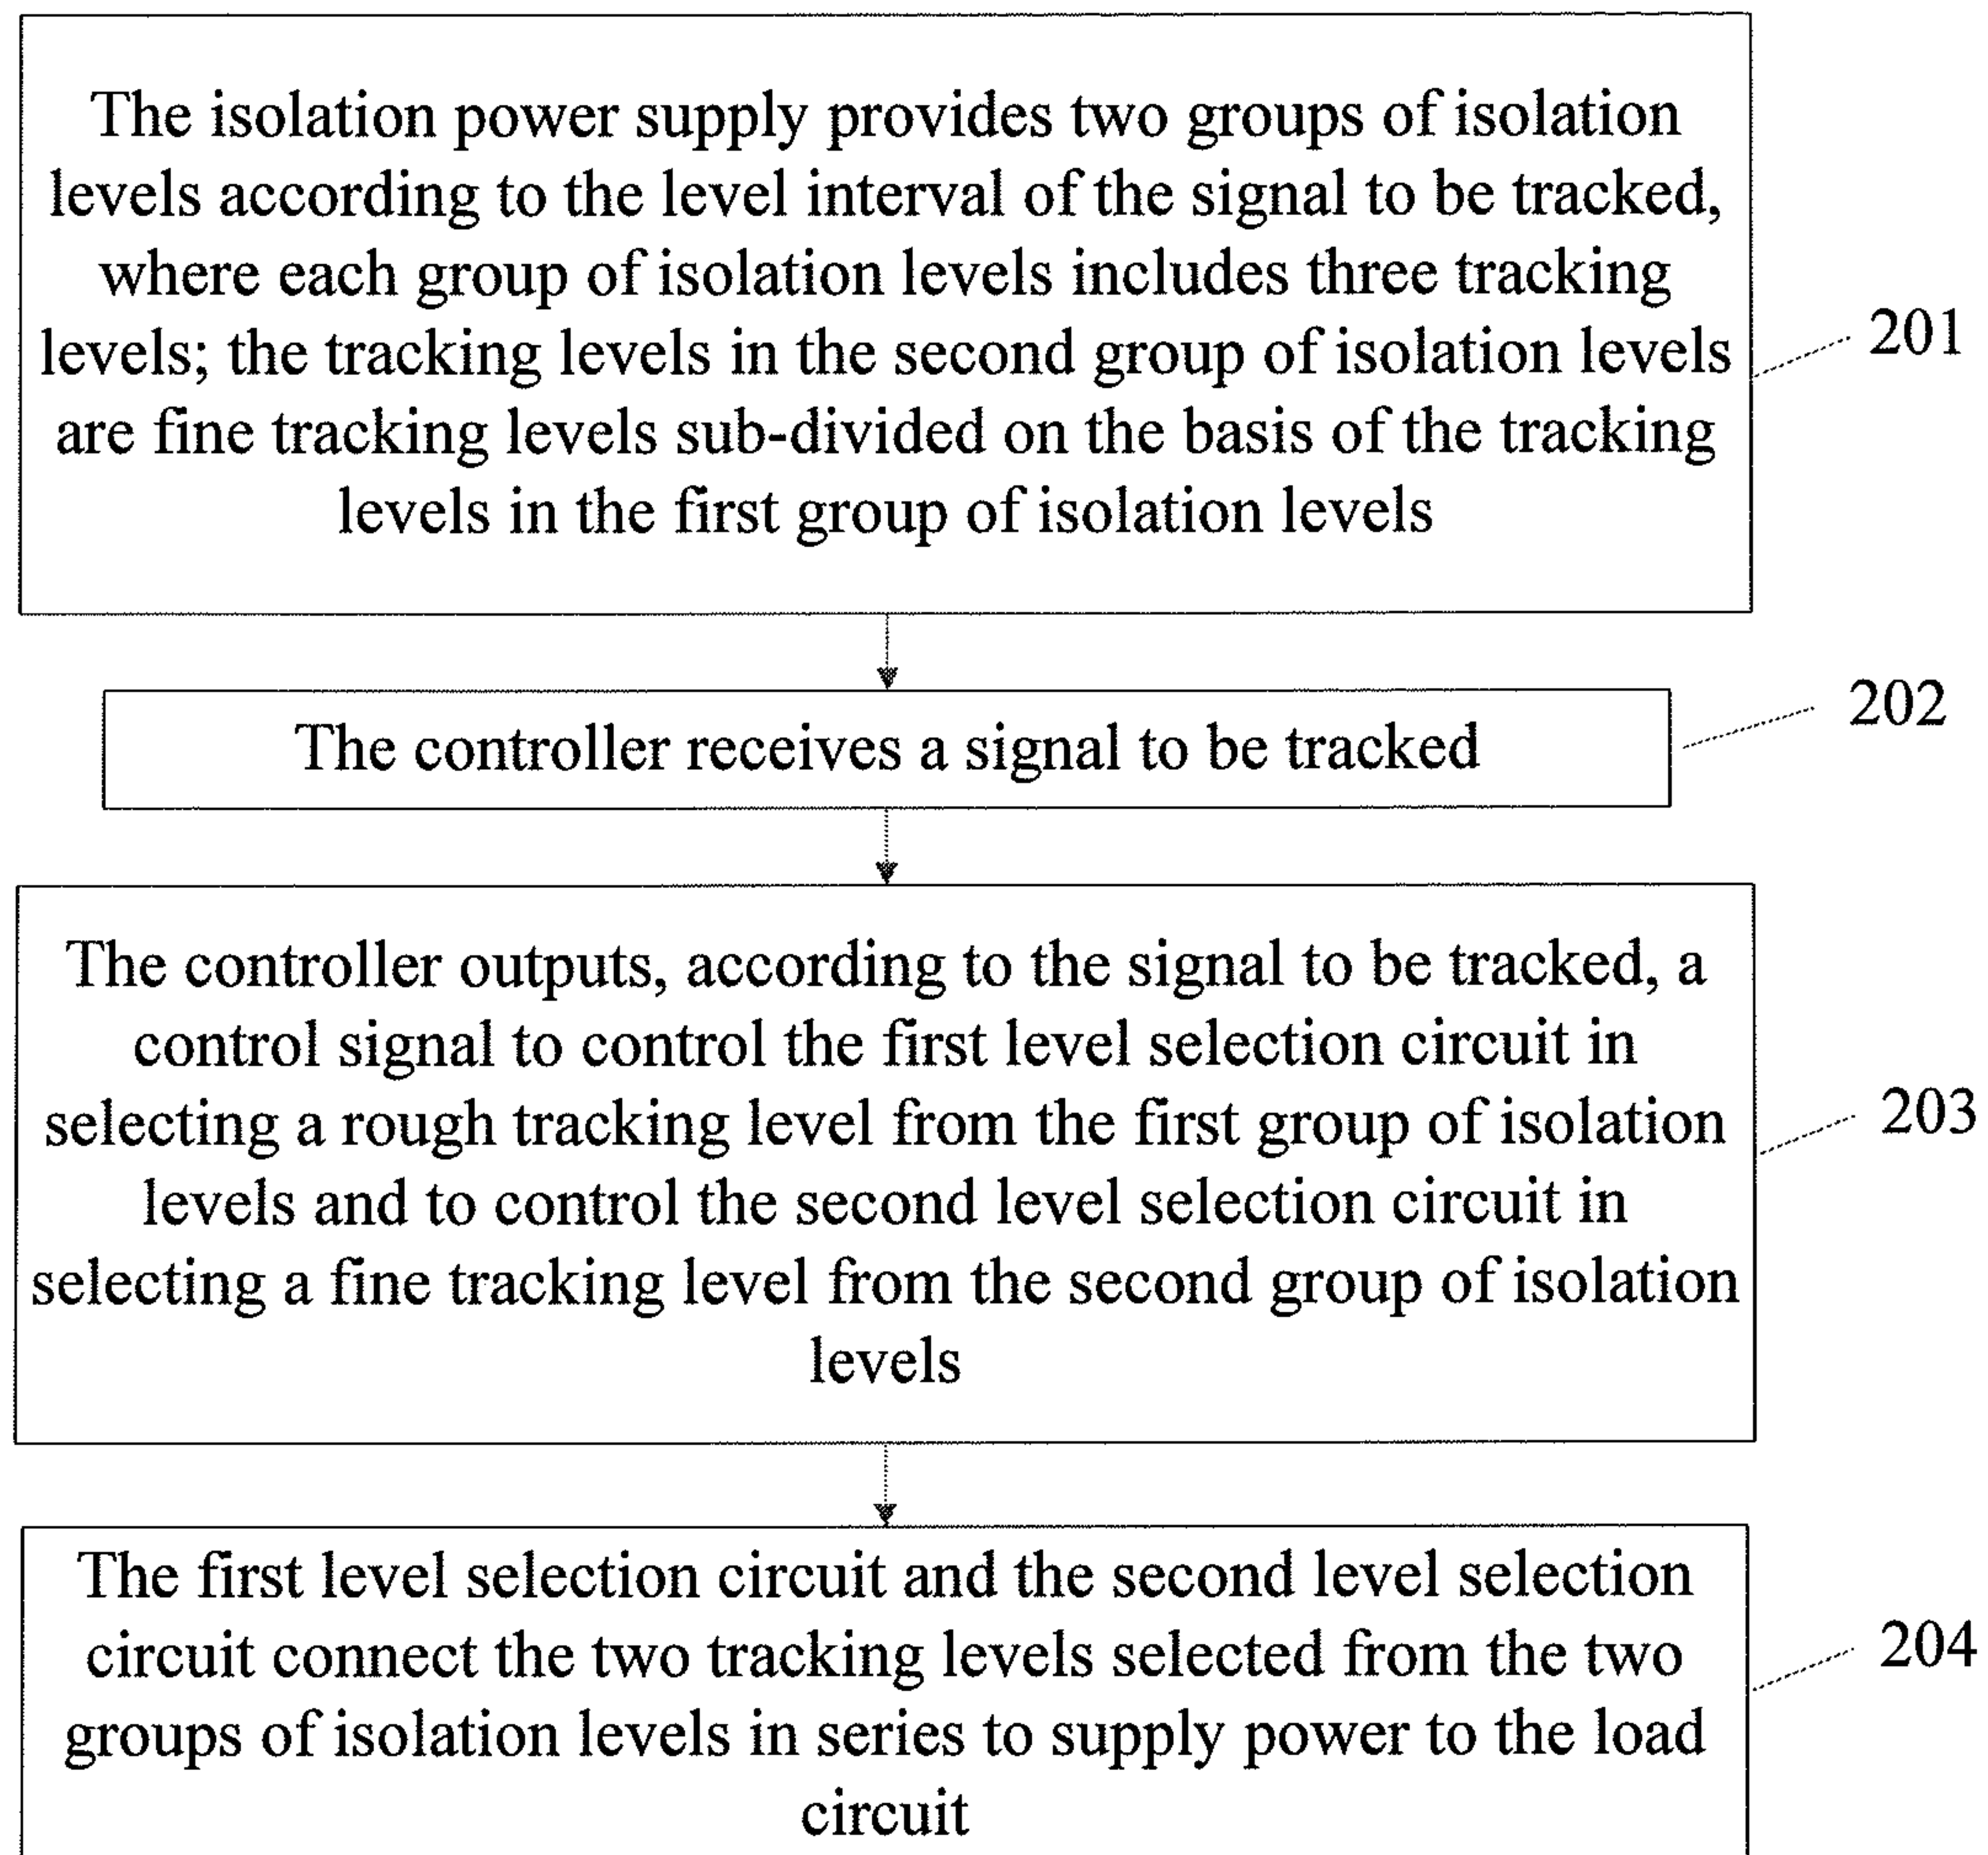 The isolation power supply provides two groups of isolation
levels according to the level interval of the signal to be tracked,
where each group of isolation levels includes three tracking
levels; the tracking levels in the second group of isolation levels
are fine tracking levels sub-divided on the basis of the tracking
levels in the first group of isolation levels
201
The controller receives a signal to be tracked
202
The controller outputs, according to the signal to be tracked, a
control signal to control the first level selection circuit in
selecting a rough tracking level from the first group of isolation
levels and to control the second level selection circuit in
selecting a fine tracking level from the second group of isolation
levels
203
The first level selection circuit and the second level selection
circuit connect the two tracking levels selected from the two
groups of isolation levels in series to supply power to the load
circuit
204